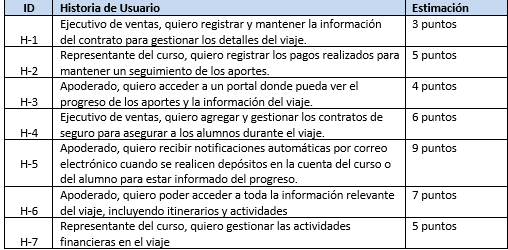 ID Historia de Usuario Estimación
Ejecutivo de ventas, quiero registrar y mantener la información 3 puntos
H-1 del contrato para gestionar los detalles del viaje.
Representante del curso, quiero registrar los pagos realizados para 5 puntos
H-2 mantener un seguimiento de los aportes.
Apoderado, quiero acceder a un portal donde pueda ver el 4 puntos
H-3 progreso de los aportes y la información del viaje.
Ejecutivo de ventas, quiero agregar y gestionar los contratos de 6 puntos
H-4 seguro para asegurar a los alumnos durante el viaje.
Apoderado, quiero recibir notificaciones automáticas por correo 9 puntos
electrónico cuando se realicen depósitos en la cuenta del curso o
H-5 del alumno para estar informado del progreso.
Apoderado, quiero poder acceder a toda la información relevante 7 puntos
H-6 del viaje, incluyendo itinerarios y actividades
Representante del curso, quiero gestionar las actividades 5 puntos
H-7 financieras en el viaje